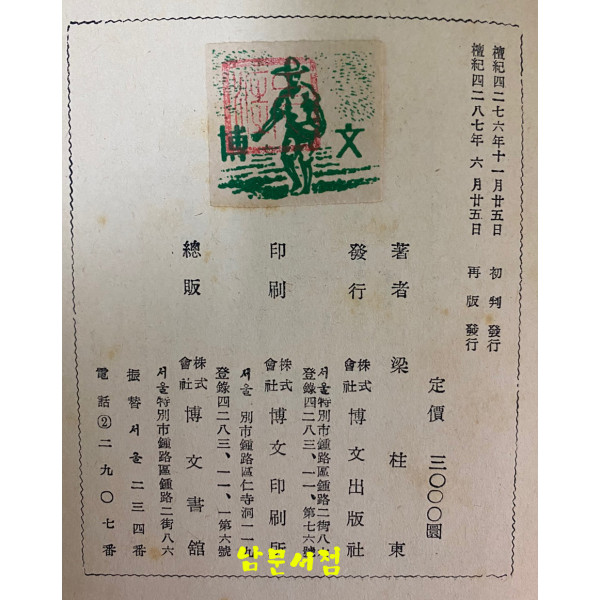 檀紀四二七六年十一月廿五日 初判發行
檀紀四二八七年 六月廿五日 再版發行
定價 三〇〇〇圜
著者 梁柱東
發行 株式會社 博文出版社
서울特別市鍾路區鍾路二街八六
登錄四二八三、一一、第七六號
印刷 株式會社 博文印刷所
서울 別市鍾路區仁寺洞一一
登錄四二八三、一一、一第六號
總販 株式會社 博文書館
서울特別市鍾路區鍾路二街八六
振替서울二三四番
電話②二九〇七番
博文
남문서점